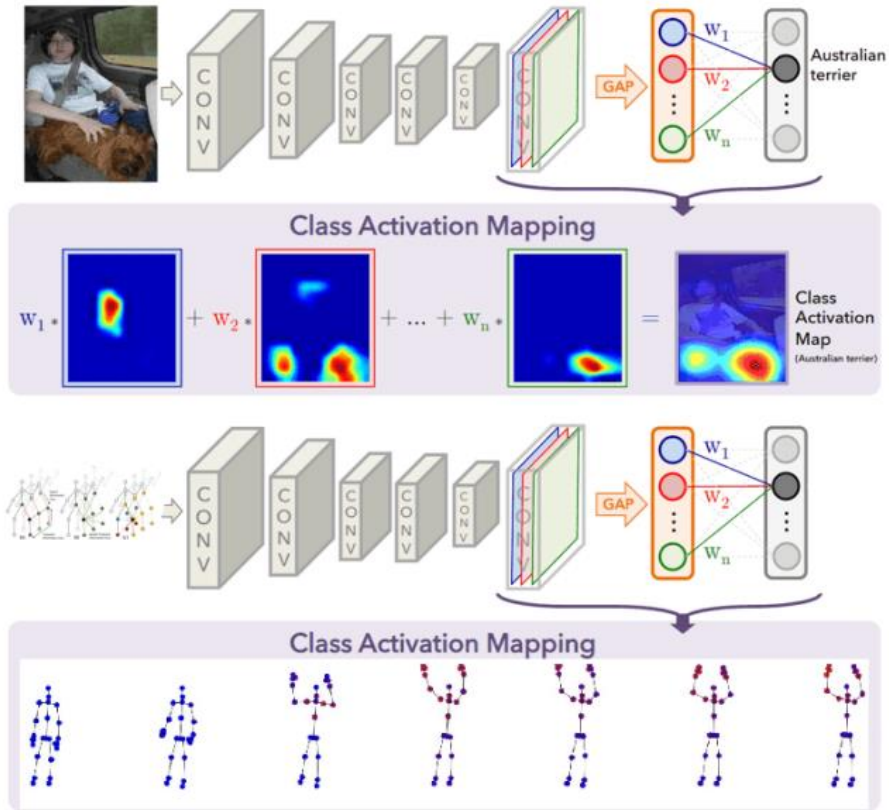 CONV
CONV
CONV
CONV
CONV
CONV
GAP
w1
w2
wn
Australian
terrier
Class Activation Mapping
w1 *
+ w2 *
+ ... + wn *
=
Class
Activation
Map
(Australian terrier)
CONV
CONV
CONV
CONV
CONV
CONV
GAP
w1
w2
wn
Class Activation Mapping